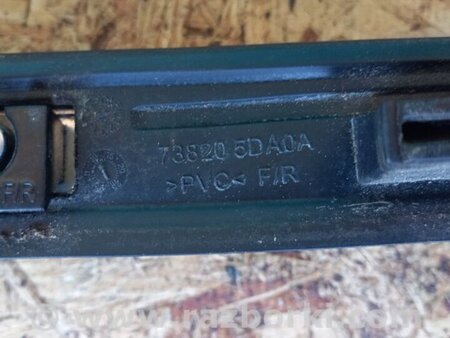 73820 5DA0A
>PVC< F/R
F/R
www.razborka.com